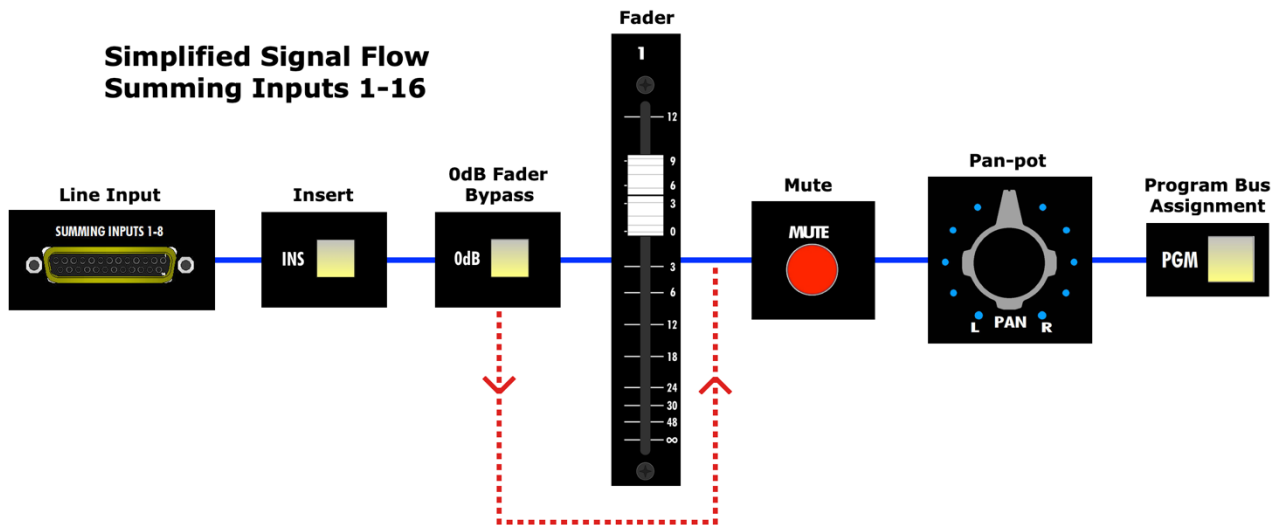 Simplified Signal Flow
Summing Inputs 1-16
Line Input
SUMMING INPUTS 1-8
Insert
INS
0dB Fader
Bypass
0dB
Fader
1
12
9
6
3
0
3
6
12
18
24
30
48
∞
Mute
MUTE
Pan-pot
L PAN R
Program Bus
Assignment
PGM